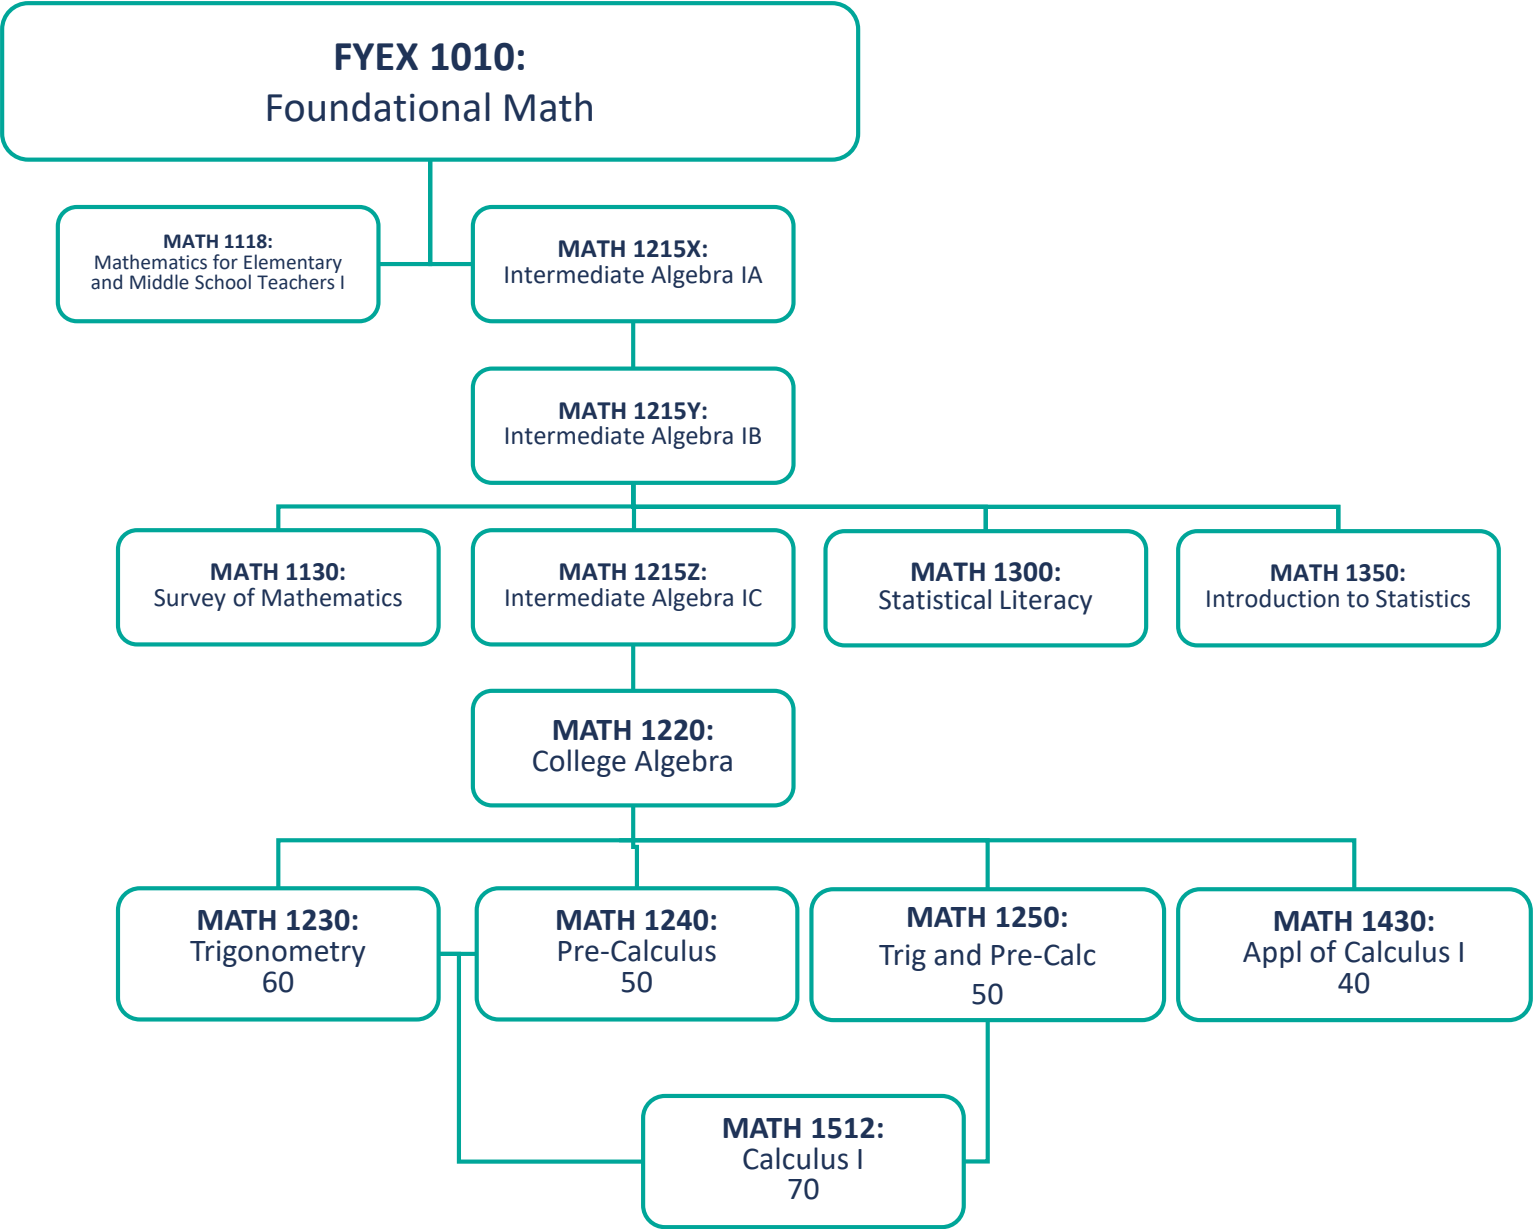 FYEX 1010:
Foundational Math
MATH 1118:
Mathematics for Elementary
and Middle School Teachers I
MATH 1215X:
Intermediate Algebra IA
MATH 1215Y:
Intermediate Algebra IB
MATH 1130:
Survey of Mathematics
MATH 1215Z:
Intermediate Algebra IC
MATH 1300:
Statistical Literacy
MATH 1350:
Introduction to Statistics
MATH 1220:
College Algebra
MATH 1230:
Trigonometry
60
MATH 1240:
Pre-Calculus
50
MATH 1250:
Trig and Pre-Calc
50
MATH 1430:
Appl of Calculus I
40
MATH 1512:
Calculus I
70